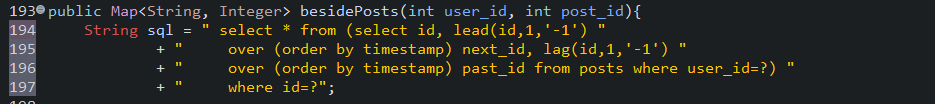 193 public Map<String, Integer> besidePosts(int user_id, int post_id){
194 String sql = " select * from (select id, lead(id,1,'-1') "
195 + " over (order by timestamp) next_id, lag(id,1,'-1') "
196 + " over (order by timestamp) past_id from posts where user_id=?) "
197 + " where id=?";